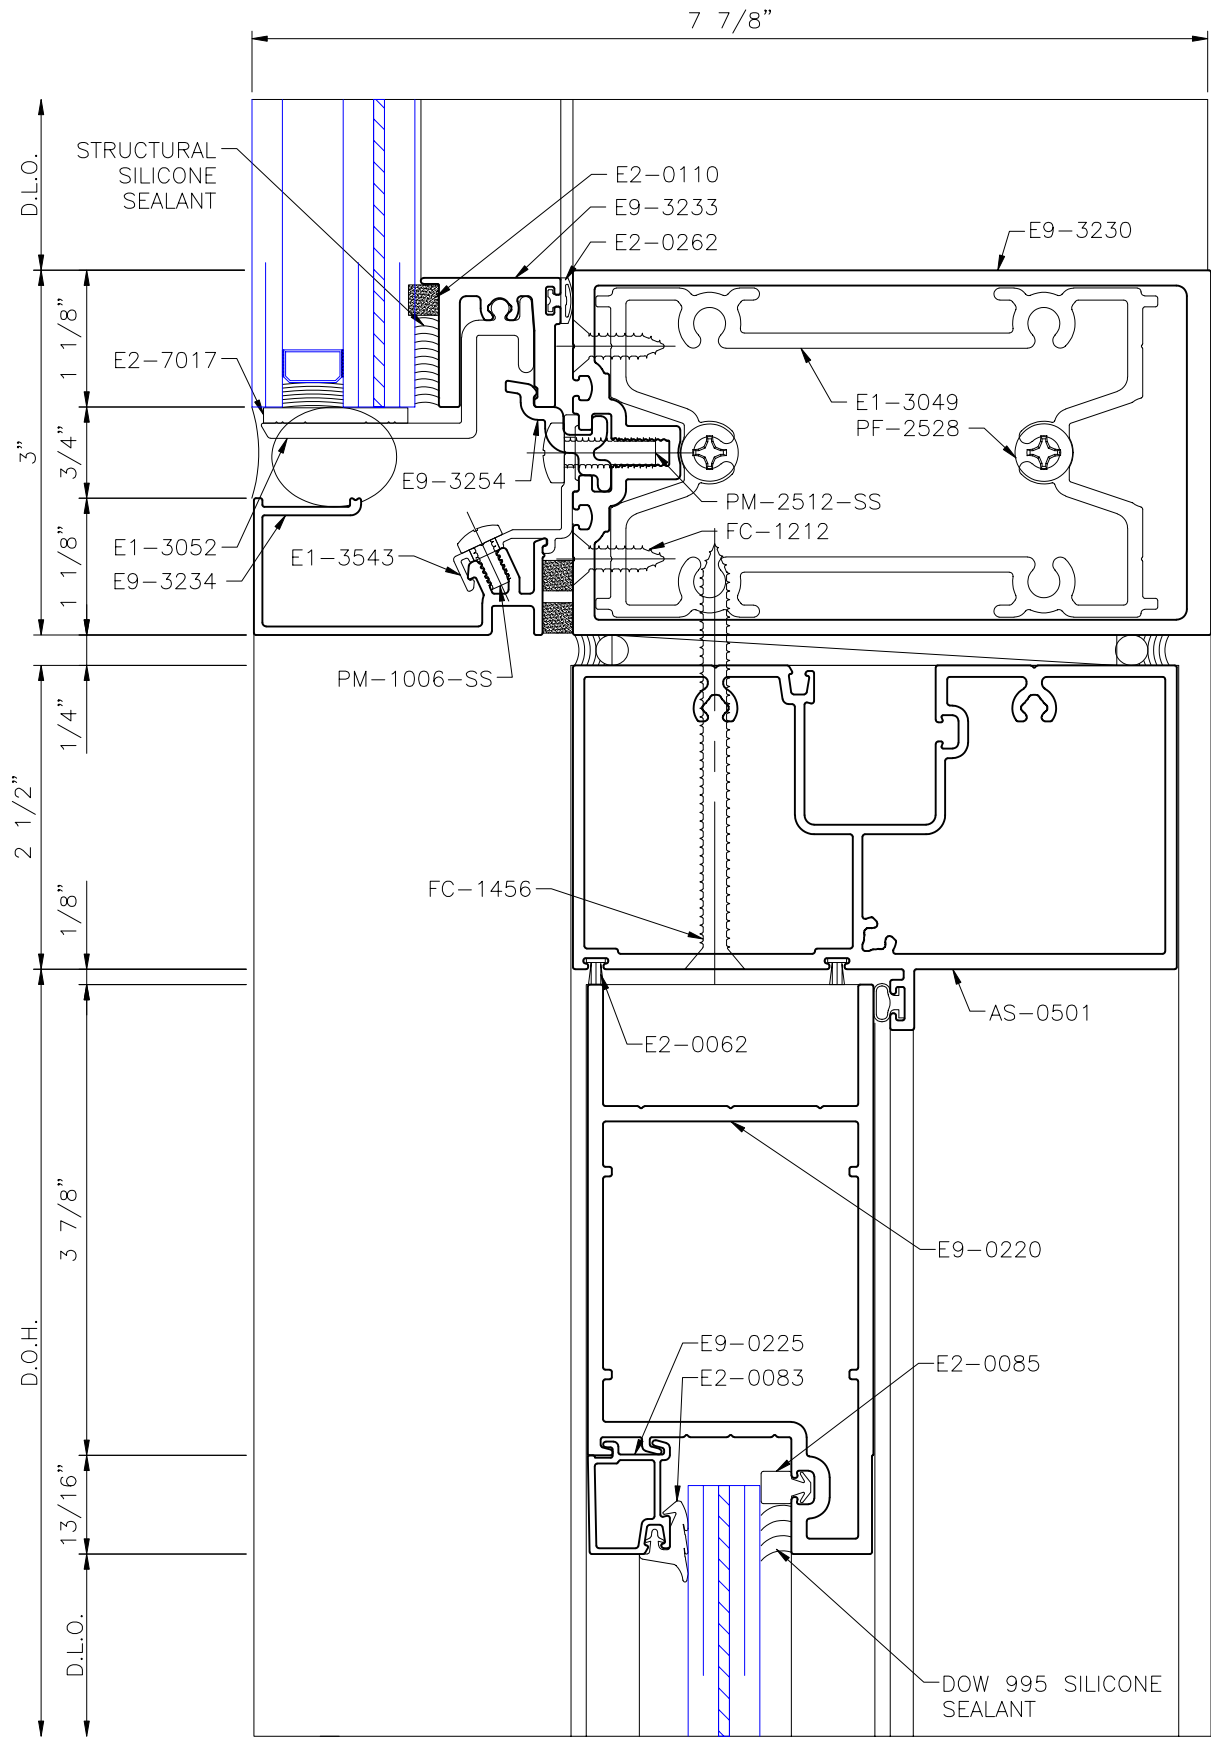 7 7/8"
STRUCTURAL
SILICONE
SEALANT
E2-0110
E9-3233
E2-0262
E9-3230
D.L.O.
1 1/8"
E2-7017
E1-3049
PF-2528
3"
3/4"
E9-3254
PM-2512-SS
FC-1212
E1-3052
E1-3543
E9-3234
1 1/8"
PM-1006-SS
1/4"
2 1/2"
FC-1456
1/8"
AS-0501
E2-0062
3 7/8"
E9-0220
D.O.H.
E9-0225
E2-0083
E2-0085
13/16"
D.L.O.
DOW 995 SILICONE
SEALANT